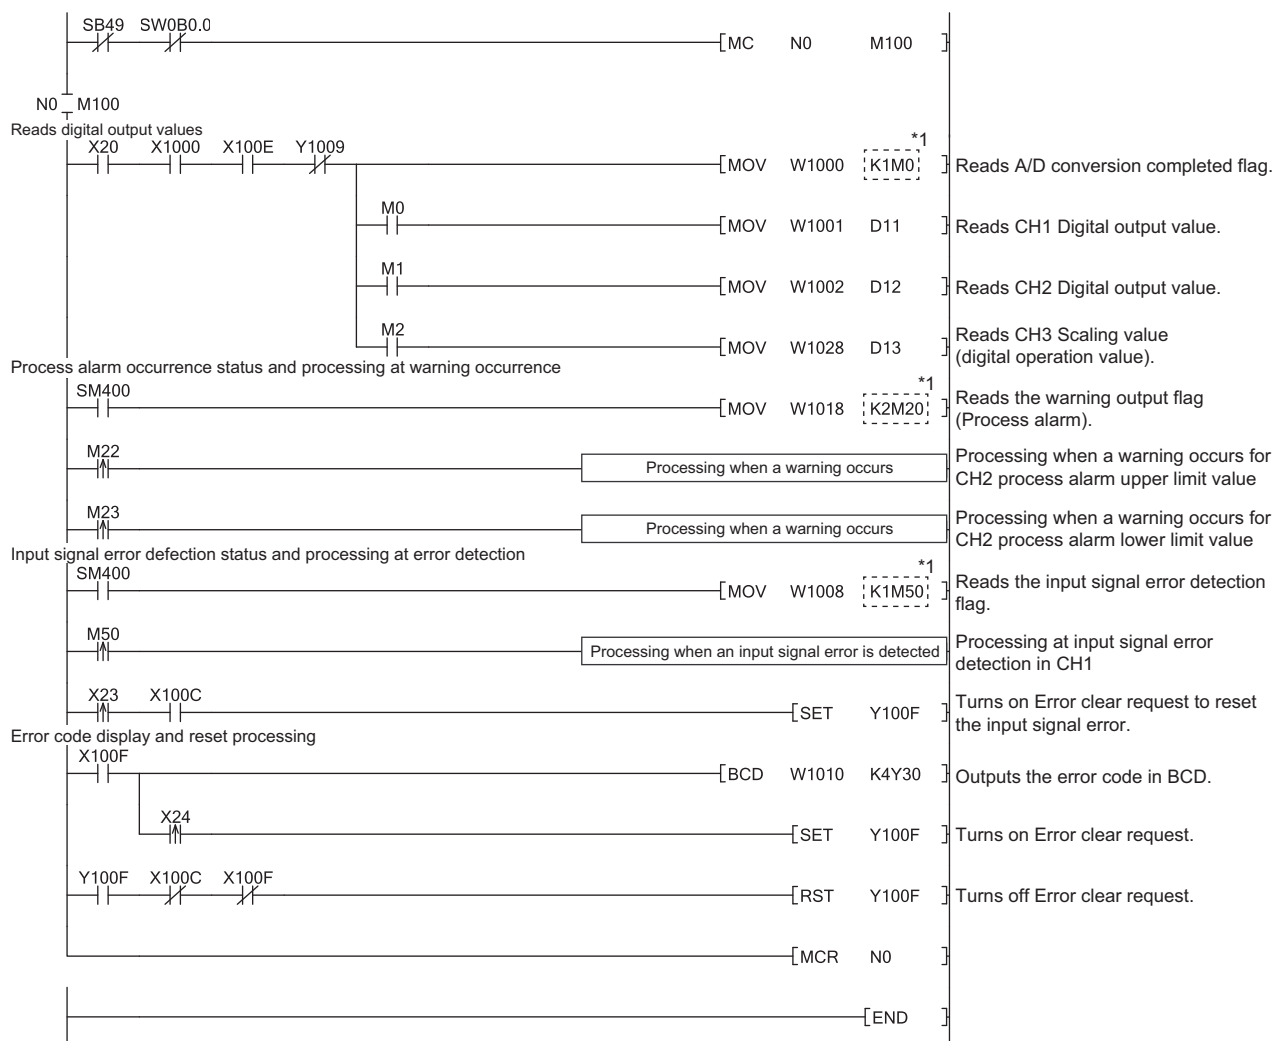 SB49 SW0B0.0
MC N0 M100
N0 M100
Reads digital output values
*1
X20 X1000 X100E Y1009
MOV W1000 K1M0 Reads A/D conversion completed flag.
M0
MOV W1001 D11 Reads CH1 Digital output value.
M1
MOV W1002 D12 Reads CH2 Digital output value.
M2
MOV W1028 D13 Reads CH3 Scaling value
(digital operation value).
Process alarm occurrence status and processing at warning occurrence
*1
SM400
MOV W1018 K2M20 Reads the warning output flag
(Process alarm).
M22
Processing when a warning occurs Processing when a warning occurs for
CH2 process alarm upper limit value
M23
Processing when a warning occurs Processing when a warning occurs for
CH2 process alarm lower limit value
Input signal error defection status and processing at error detection
*1
SM400
MOV W1008 K1M50 Reads the input signal error detection
flag.
M50
Processing when an input signal error is detected Processing at input signal error
detection in CH1
X23 X100C
SET Y100F Turns on Error clear request to reset
the input signal error.
Error code display and reset processing
X100F
BCD W1010 K4Y30 Outputs the error code in BCD.
X24
SET Y100F Turns on Error clear request.
Y100F X100C X100F
RST Y100F Turns off Error clear request.
MCR N0
END